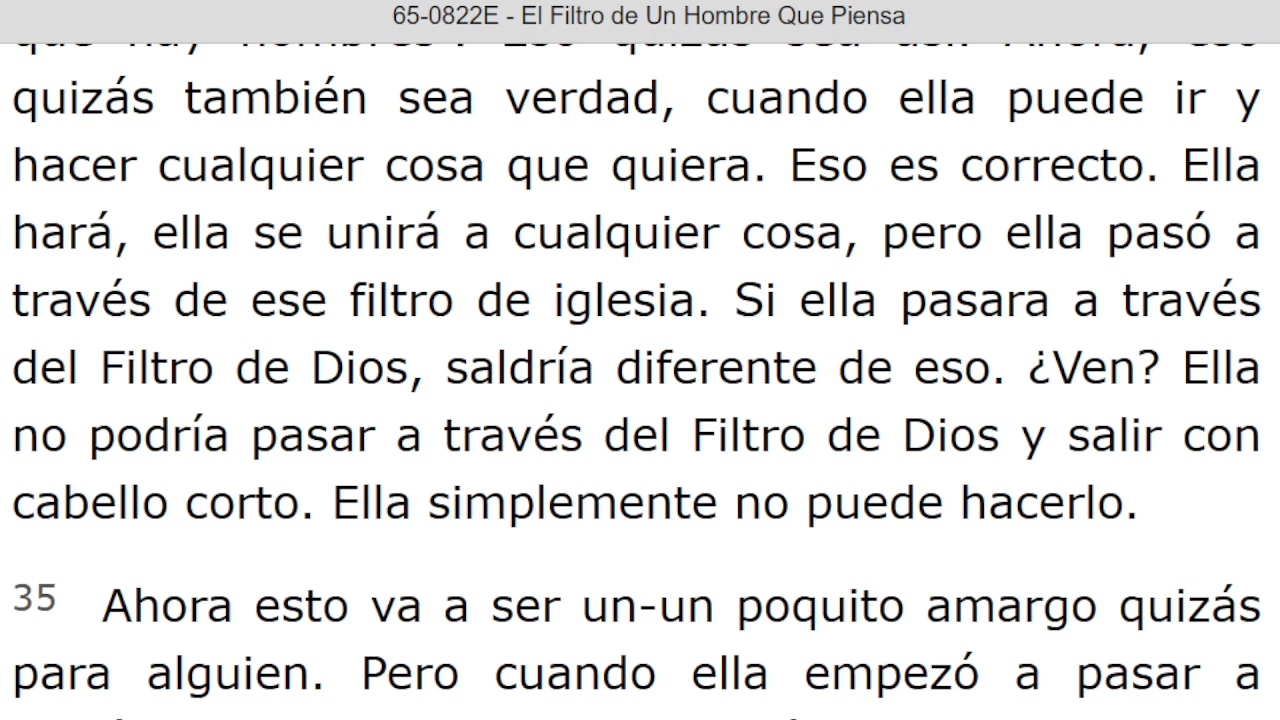 65-0822E - El Filtro de Un Hombre Que Piensa
quizás también sea verdad, cuando ella puede ir y
hacer cualquier cosa que quiera. Eso es correcto. Ella
hará, ella se unirá a cualquier cosa, pero ella pasó a
través de ese filtro de iglesia. Si ella pasara a través
del Filtro de Dios, saldría diferente de eso. ¿Ven? Ella
no podría pasar a través del Filtro de Dios y salir con
cabello corto. Ella simplemente no puede hacerlo.
35 Ahora esto va a ser un-un poquito amargo quizás
para alguien. Pero cuando ella empezó a pasar a